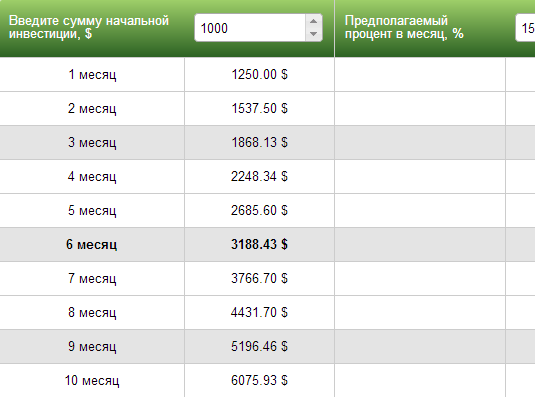 Введите сумму начальной
инвестиции, $
1000
Предполагаемый
процент в месяц, %
15
1 месяц 1250.00 $
2 месяц 1537.50 $
3 месяц 1868.13 $
4 месяц 2248.34 $
5 месяц 2685.60 $
6 месяц 3188.43 $
7 месяц 3766.70 $
8 месяц 4431.70 $
9 месяц 5196.46 $
10 месяц 6075.93 $